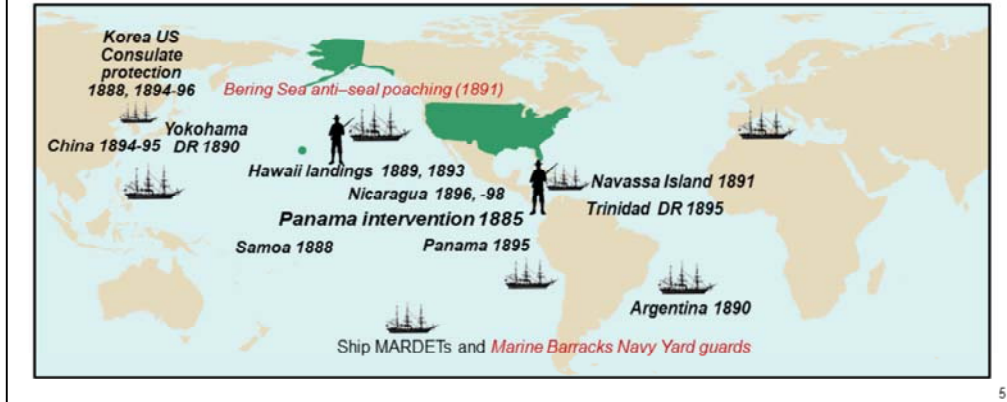 Korea US
Consulate
protection
1888, 1894-96
Bering Sea anti–seal poaching (1891)
China 1894-95
Yokohama
DR 1890
Hawaii landings 1889, 1893
Nicaragua 1896, -98
Panama intervention 1885
Navassa Island 1891
Trinidad DR 1895
Samoa 1888
Panama 1895
Argentina 1890
Ship MARDETs and Marine Barracks Navy Yard guards
5